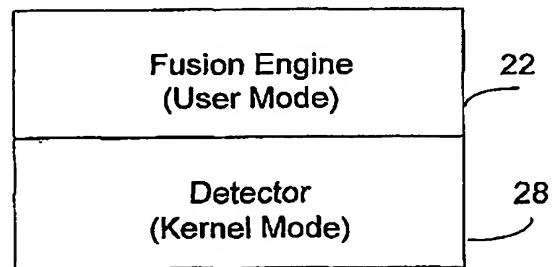 Fusion Engine
(User Mode)
22
Detector
(Kernel Mode)
28